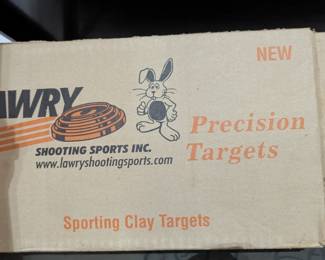 NEW
AWRY
SHOOTING SPORTS INC.
www.lawryshootingsports.com
Precision
Targets
Sporting Clay Targets